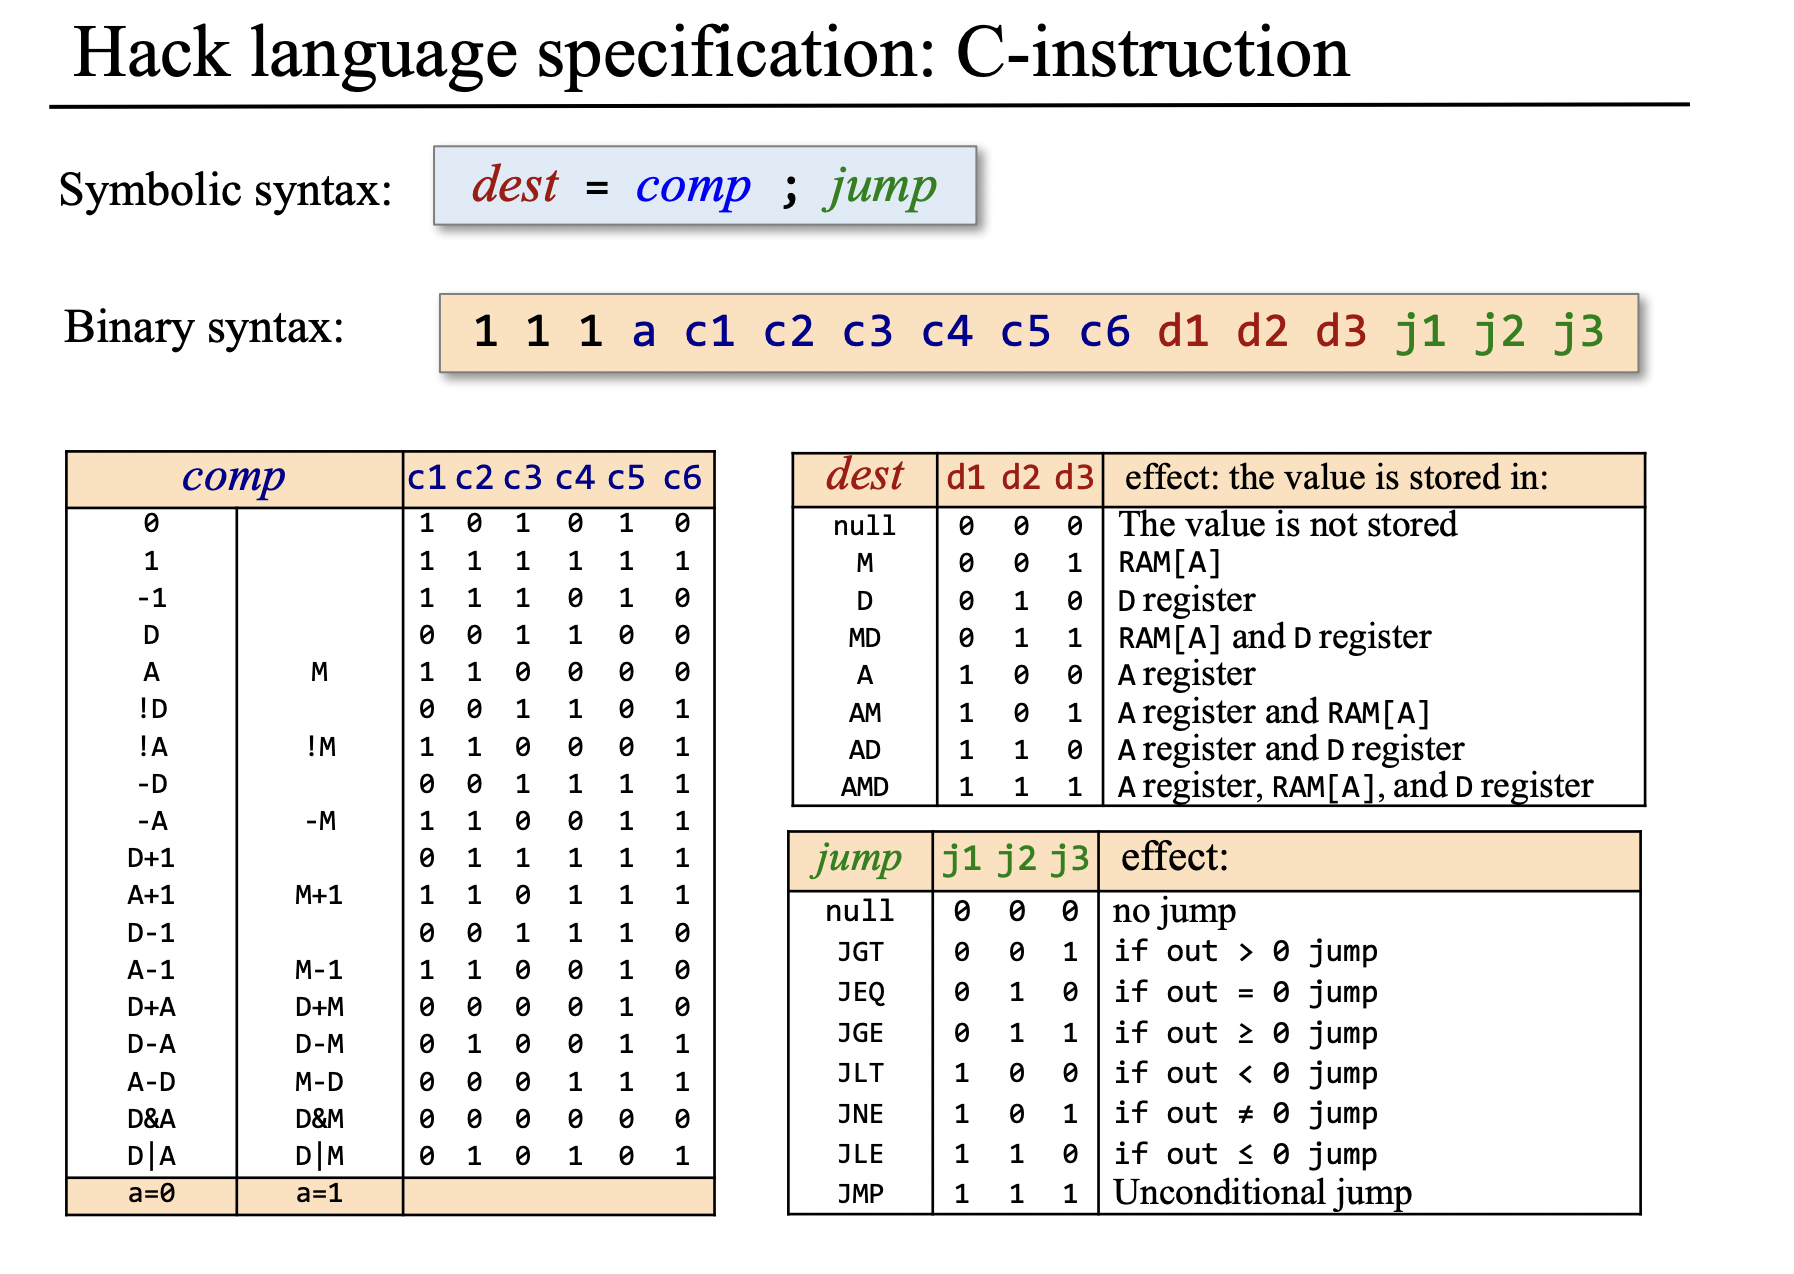 Hack language specification: C-instruction
Symbolic syntax: dest = comp ; jump
Binary syntax: 1 1 1 a c1 c2 c3 c4 c5 c6 d1 d2 d3 j1 j2 j3
comp c1 c2 c3 c4 c5 c6
0 1 0 1 0 1 0
1 1 1 1 1 1 1
-1 1 1 1 0 1 0
D 0 0 1 1 0 0
A M 1 1 0 0 0 0
!D 0 0 1 1 0 1
!A !M 1 1 0 0 0 1
-D 0 0 1 1 1 1
-A -M 1 1 0 0 1 1
D+1 0 1 1 1 1 1
A+1 M+1 1 1 0 1 1 1
D-1 0 0 1 1 1 0
A-1 M-1 1 1 0 0 1 0
D+A D+M 0 0 0 0 1 0
D-A D-M 0 1 0 0 1 1
A-D M-D 0 0 0 1 1 1
D&A D&M 0 0 0 0 0 0
D|A D|M 0 1 0 1 0 1
a=0 a=1
dest d1 d2 d3 effect: the value is stored in:
null 0 0 0 The value is not stored
M 0 0 1 RAM[A]
D 0 1 0 D register
MD 0 1 1 RAM[A] and D register
A 1 0 0 A register
AM 1 0 1 A register and RAM[A]
AD 1 1 0 A register and D register
AMD 1 1 1 A register, RAM[A], and D register
jump j1 j2 j3 effect:
null 0 0 0 no jump
JGT 0 0 1 if out > 0 jump
JEQ 0 1 0 if out = 0 jump
JGE 0 1 1 if out ≥ 0 jump
JLT 1 0 0 if out < 0 jump
JNE 1 0 1 if out ≠ 0 jump
JLE 1 1 0 if out ≤ 0 jump
JMP 1 1 1 Unconditional jump